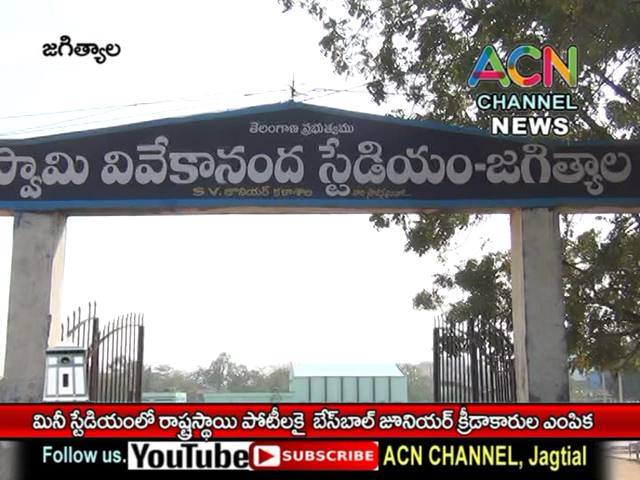 జగిత్యాల
ACN
CHANNEL
NEWS
తెలంగాణ ప్రభుత్వము
స్వామి వివేకానంద స్టేడియం-జగిత్యాల
S.V. జూనియర్ కళాశాల
మినీ స్టేడియంలో రాష్ట్రస్థాయి పోటీలకై బేస్‌బాల్ జూనియర్ క్రీడాకారుల ఎంపిక
Follow us. YouTube SUBSCRIBE ACN CHANNEL, Jagtial